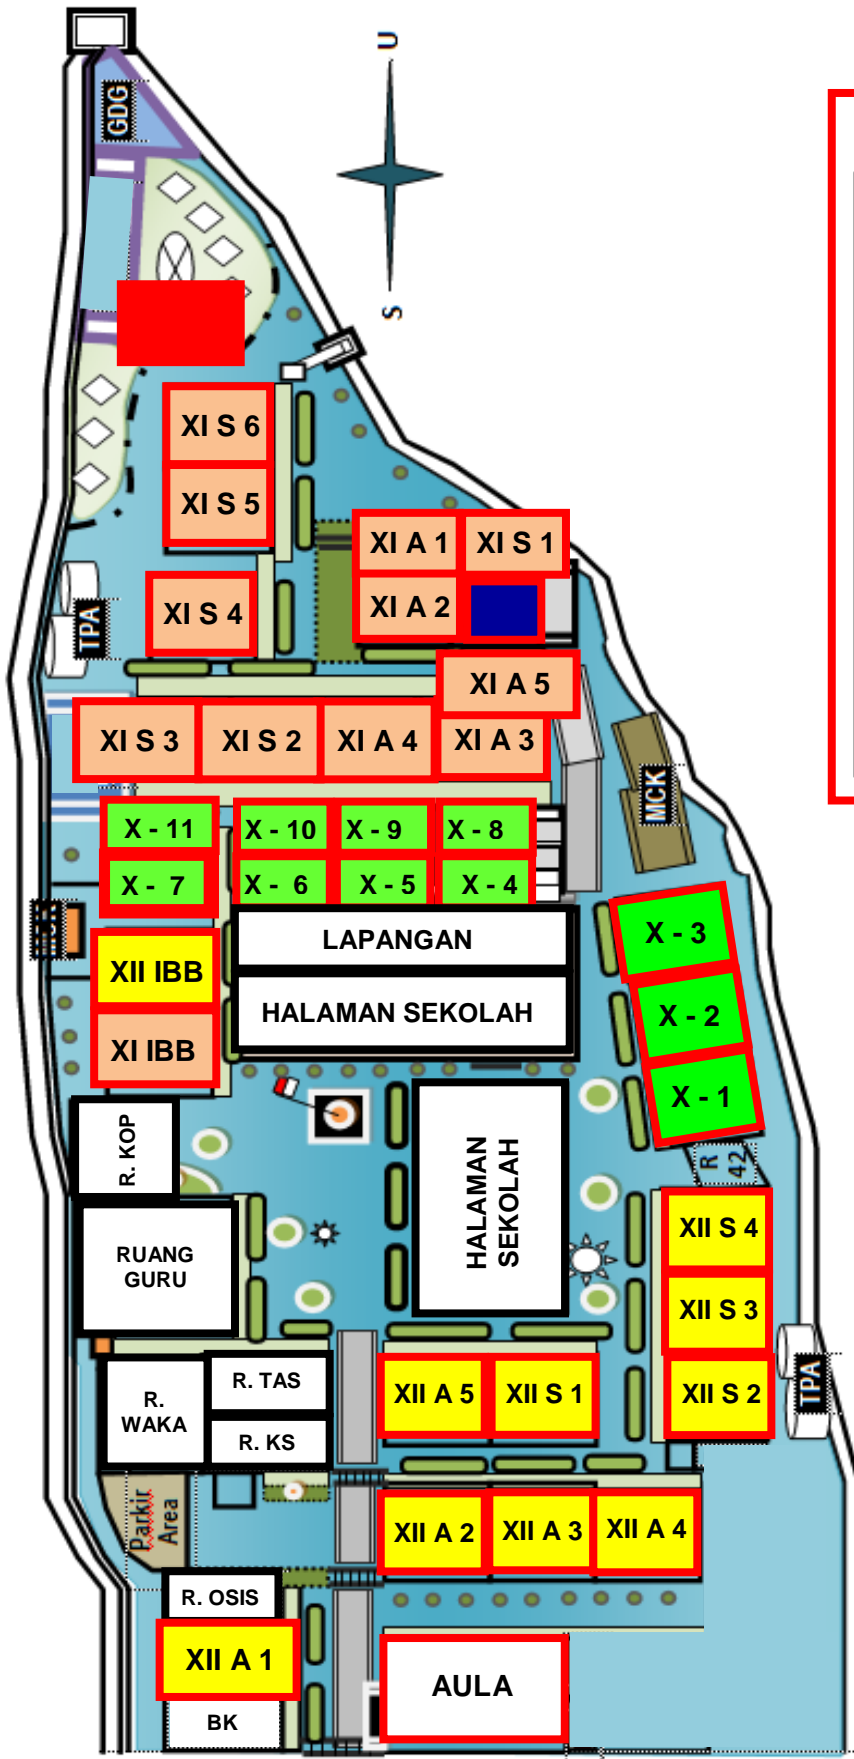 U
GDG
S
XI S 6
XI S 5
XI A 1
XI S 1
XI S 4
XI A 2
TPA
XI A 5
XI S 3
XI S 2
XI A 4
XI A 3
MCK
X - 11
X - 10
X - 9
X - 8
X - 7
X - 6
X - 5
X - 4
LAPANGAN
X - 3
XII IBB
HALAMAN SEKOLAH
X - 2
XI IBB
X - 1
R. KOP
HALAMAN
SEKOLAH
R
42
XII S 4
RUANG
GURU
XII S 3
R.
WAKA
R. TAS
XII A 5
XII S 1
XII S 2
TPA
R. KS
Parkir
Area
XII A 2
XII A 3
XII A 4
R. OSIS
XII A 1
AULA
BK